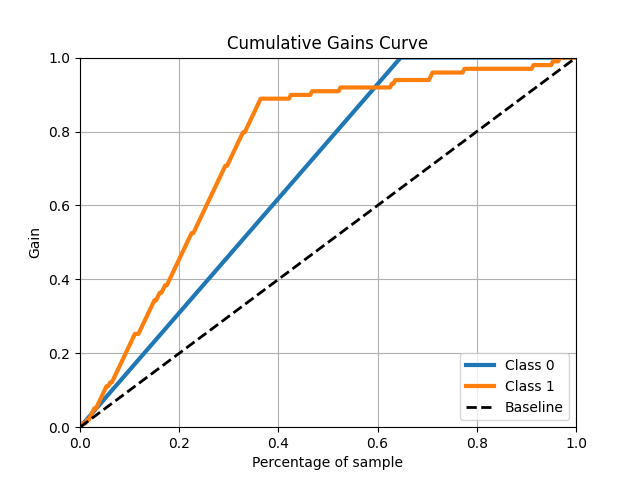 Cumulative Gains Curve
1.0
0.8
0.6
0.4
0.2
0.0
Gain
0.0 0.2 0.4 0.6 0.8 1.0
Percentage of sample
Class 0
Class 1
Baseline